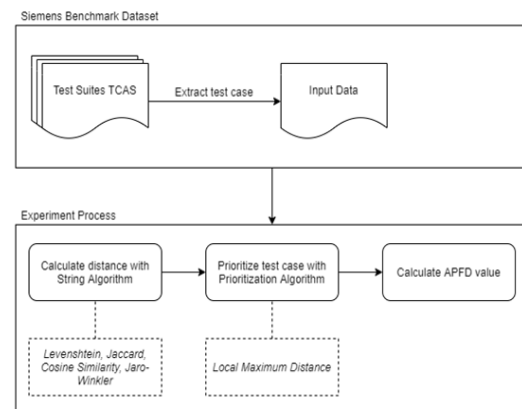 Siemens Benchmark Dataset
Test Suites TCAS
Extract test case
Input Data
Experiment Process
Calculate distance with
String Algorithm
Prioritize test case with
Prioritization Algorithm
Calculate APFD value
Levenshtein, Jaccard,
Cosine Similarity, Jaro-
Winkler
Local Maximum Distance